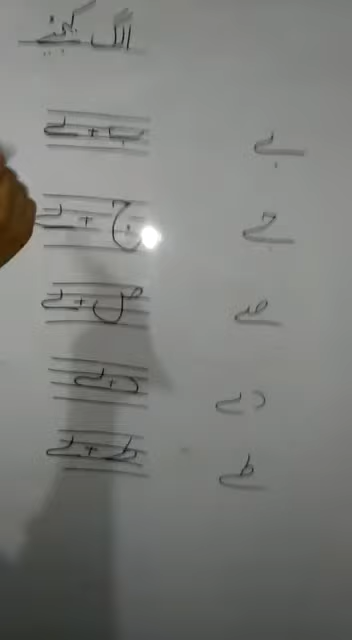 الگ کیجئے
بے ب + ے
جے ج + ے
صے ص + ے
دے د + ے
طے ط + ے